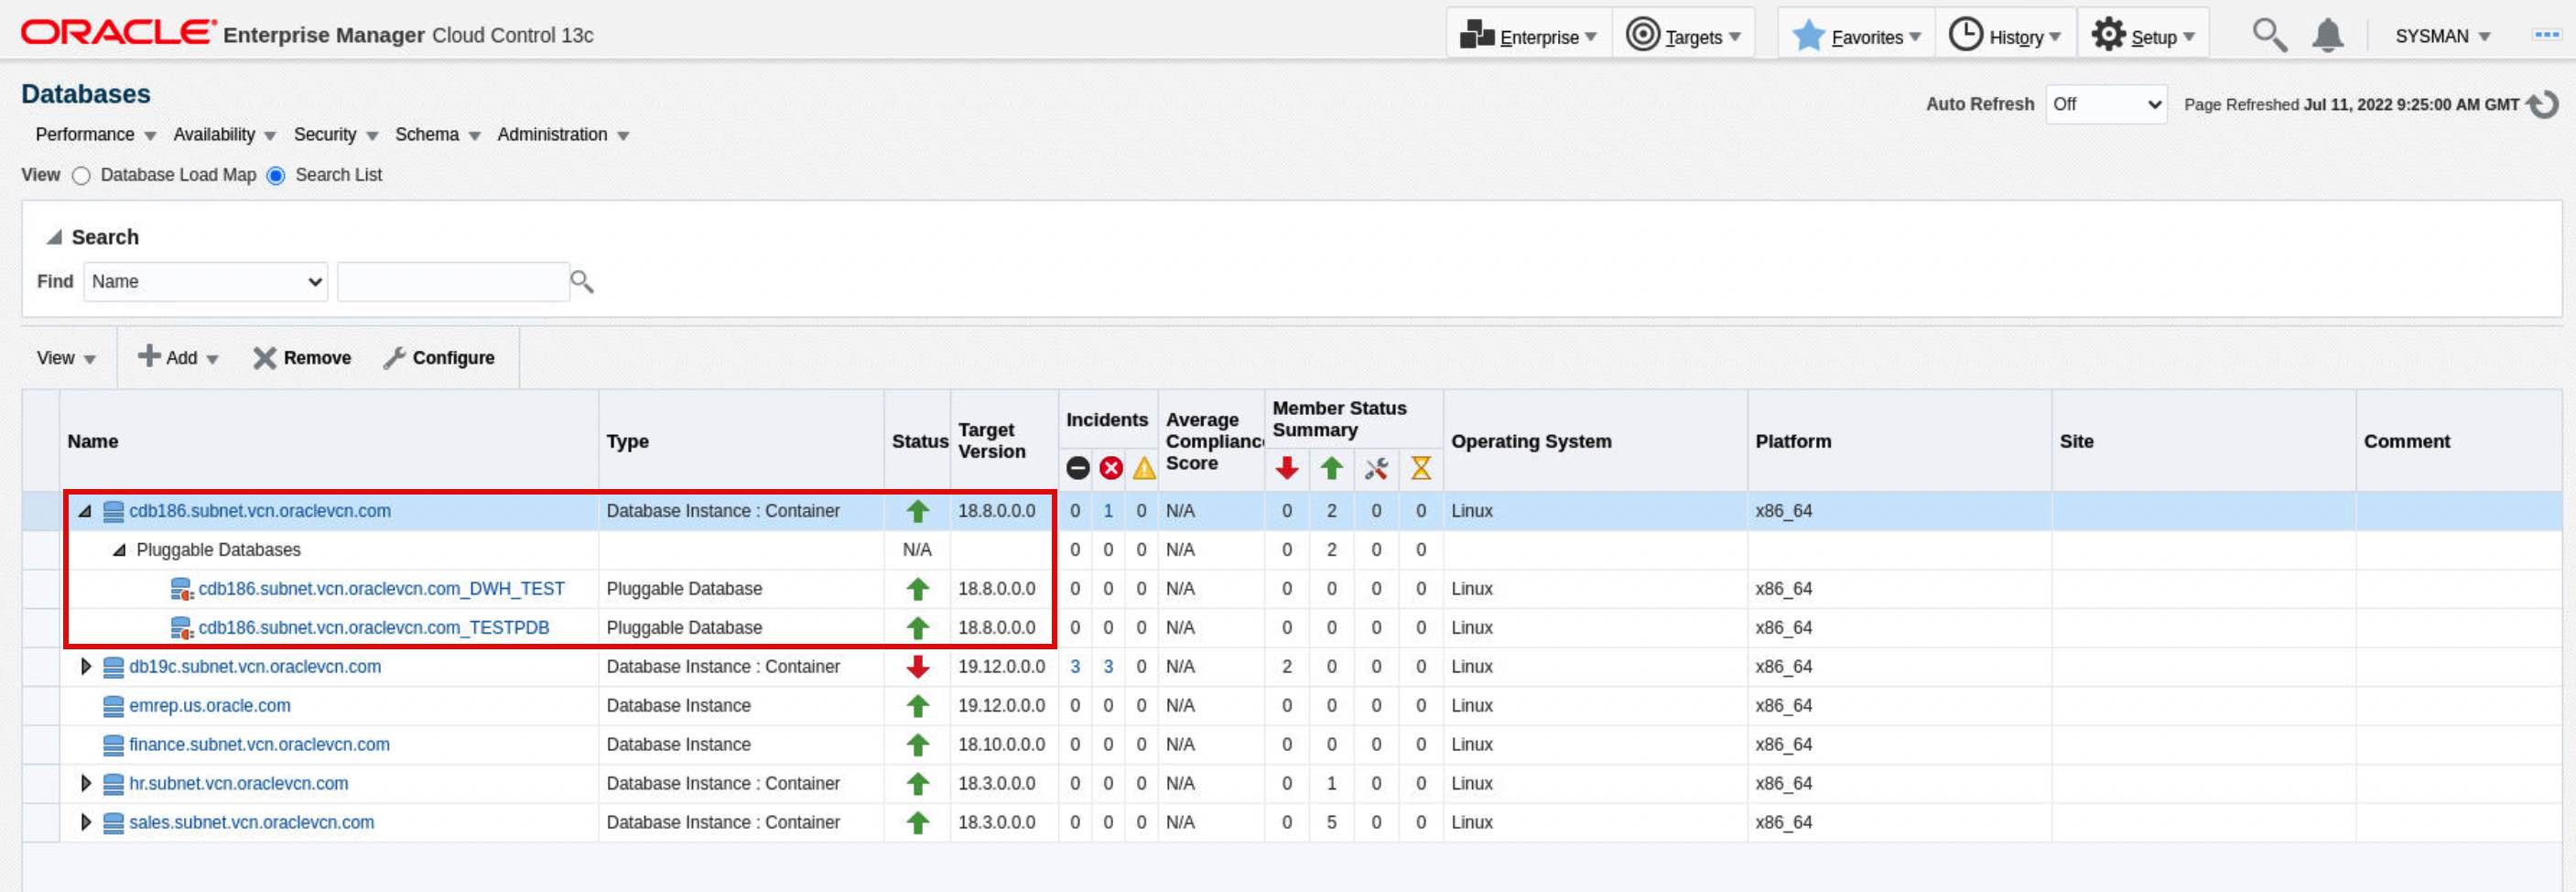 ORACLE Enterprise Manager Cloud Control 13c Enterprise Targets Favorites History Setup SYSMAN
Databases
Auto Refresh Off Page Refreshed Jul 11, 2022 9:25:00 AM GMT
Performance Availability Security Schema Administration
View Database Load Map Search List
Search
Find Name
View Add Remove Configure
Name Type Status Target Version Incidents Average Complianc Score Member Status Summary Operating System Platform Site Comment
cdb186.subnet.vcn.oraclevcn.com Database Instance : Container 18.8.0.0.0 0 1 0 N/A 0 2 0 0 Linux x86_64
Pluggable Databases N/A 0 0 0 N/A 0 2 0 0
cdb186.subnet.vcn.oraclevcn.com_DWH_TEST Pluggable Database 18.8.0.0.0 0 0 0 N/A 0 0 0 0 Linux x86_64
cdb186.subnet.vcn.oraclevcn.com_TESTPDB Pluggable Database 18.8.0.0.0 0 0 0 N/A 0 0 0 0 Linux x86_64
db19c.subnet.vcn.oraclevcn.com Database Instance : Container 19.12.0.0.0 3 3 0 N/A 2 0 0 0 Linux x86_64
emrep.us.oracle.com Database Instance 19.12.0.0.0 0 0 0 N/A 0 0 0 0 Linux x86_64
finance.subnet.vcn.oraclevcn.com Database Instance 18.10.0.0.0 0 0 0 N/A 0 0 0 0 Linux x86_64
hr.subnet.vcn.oraclevcn.com Database Instance : Container 18.3.0.0.0 0 0 0 N/A 0 1 0 0 Linux x86_64
sales.subnet.vcn.oraclevcn.com Database Instance : Container 18.3.0.0.0 0 0 0 N/A 0 5 0 0 Linux x86_64